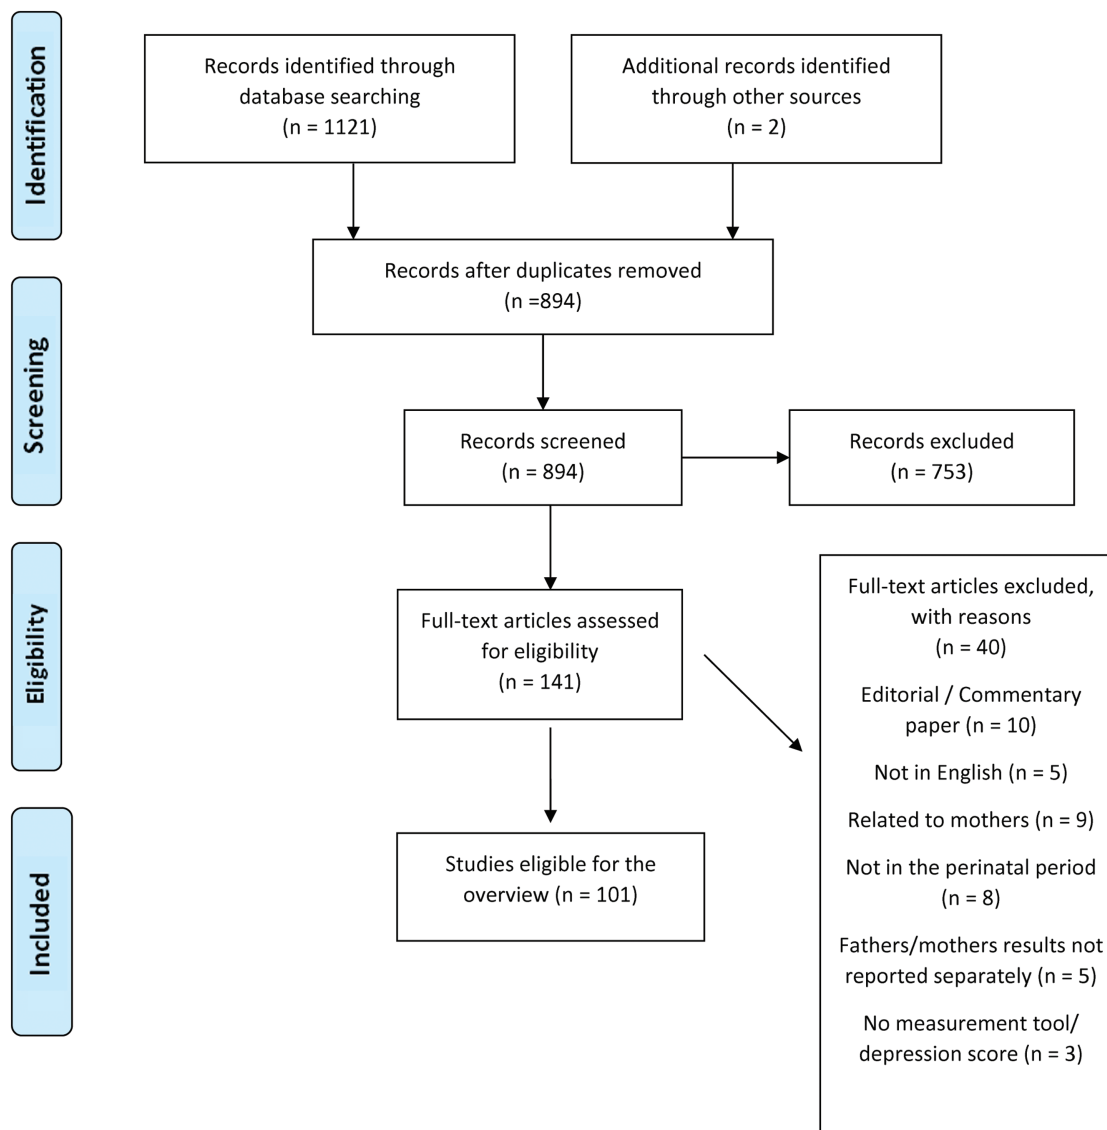 Identification
Records identified through
database searching
(n = 1121)
Additional records identified
through other sources
(n = 2)
Records after duplicates removed
(n =894)
Screening
Records screened
(n = 894)
Records excluded
(n = 753)
Eligibility
Full-text articles assessed
for eligibility
(n = 141)
Full-text articles excluded,
with reasons
(n = 40)
Editorial / Commentary
paper (n = 10)
Not in English (n = 5)
Related to mothers (n = 9)
Not in the perinatal period
(n = 8)
Fathers/mothers results not
reported separately (n = 5)
No measurement tool/
depression score (n = 3)
Included
Studies eligible for the
overview (n = 101)